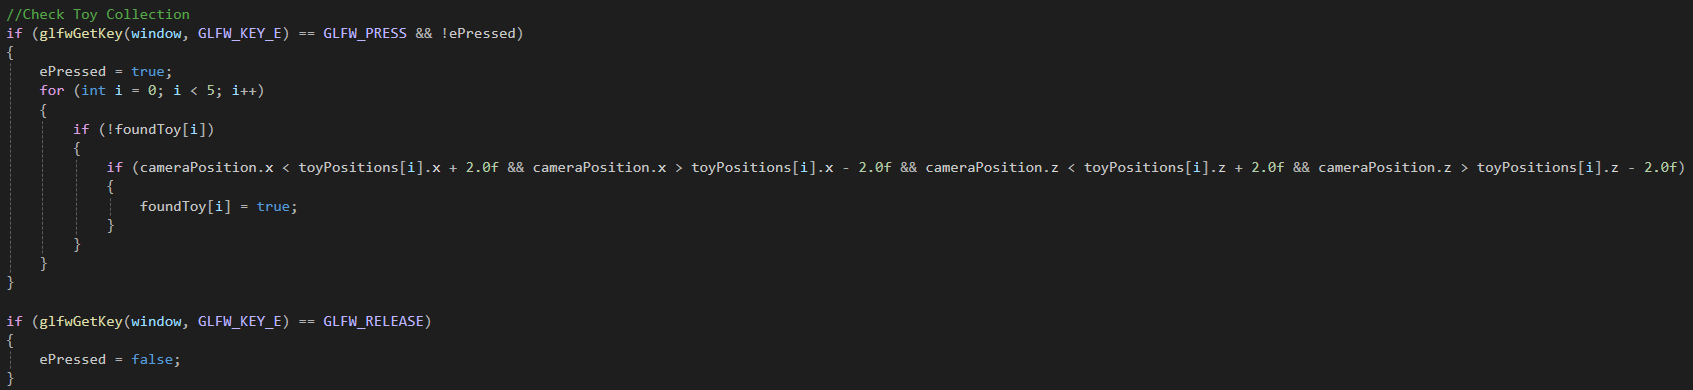 //Check Toy Collection
if (glfwGetKey(window, GLFW_KEY_E) == GLFW_PRESS && !ePressed)
{
    ePressed = true;
    for (int i = 0; i < 5; i++)
    {
        if (!foundToy[i])
        {
            if (cameraPosition.x < toyPositions[i].x + 2.0f && cameraPosition.x > toyPositions[i].x - 2.0f && cameraPosition.z < toyPositions[i].z + 2.0f && cameraPosition.z > toyPositions[i].z - 2.0f)
            {
                foundToy[i] = true;
            }
        }
    }
}

if (glfwGetKey(window, GLFW_KEY_E) == GLFW_RELEASE)
{
    ePressed = false;
}